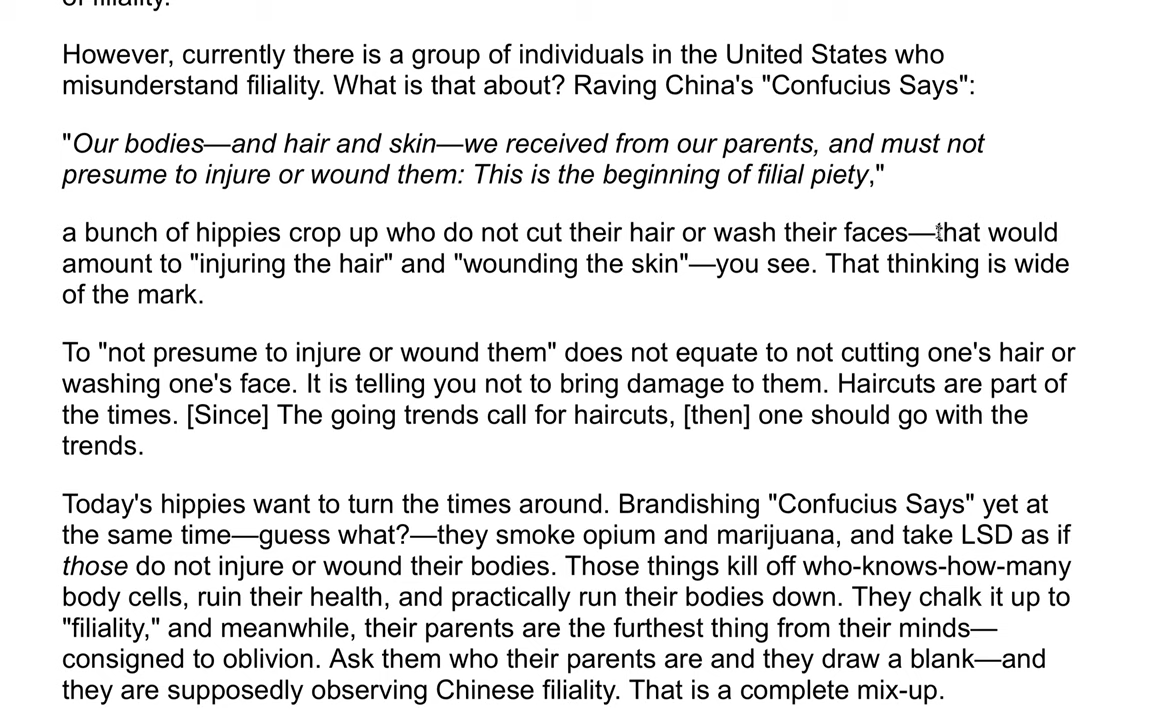 of filiality.
However, currently there is a group of individuals in the United States who
misunderstand filiality. What is that about? Raving China's "Confucius Says":
"Our bodies—and hair and skin—we received from our parents, and must not
presume to injure or wound them: This is the beginning of filial piety,"
a bunch of hippies crop up who do not cut their hair or wash their faces—that would
amount to "injuring the hair" and "wounding the skin"—you see. That thinking is wide
of the mark.
To "not presume to injure or wound them" does not equate to not cutting one's hair or
washing one's face. It is telling you not to bring damage to them. Haircuts are part of
the times. [Since] The going trends call for haircuts, [then] one should go with the
trends.
Today's hippies want to turn the times around. Brandishing "Confucius Says" yet at
the same time—guess what?—they smoke opium and marijuana, and take LSD as if
those do not injure or wound their bodies. Those things kill off who-knows-how-many
body cells, ruin their health, and practically run their bodies down. They chalk it up to
"filiality," and meanwhile, their parents are the furthest thing from their minds—
consigned to oblivion. Ask them who their parents are and they draw a blank—and
they are supposedly observing Chinese filiality. That is a complete mix-up.